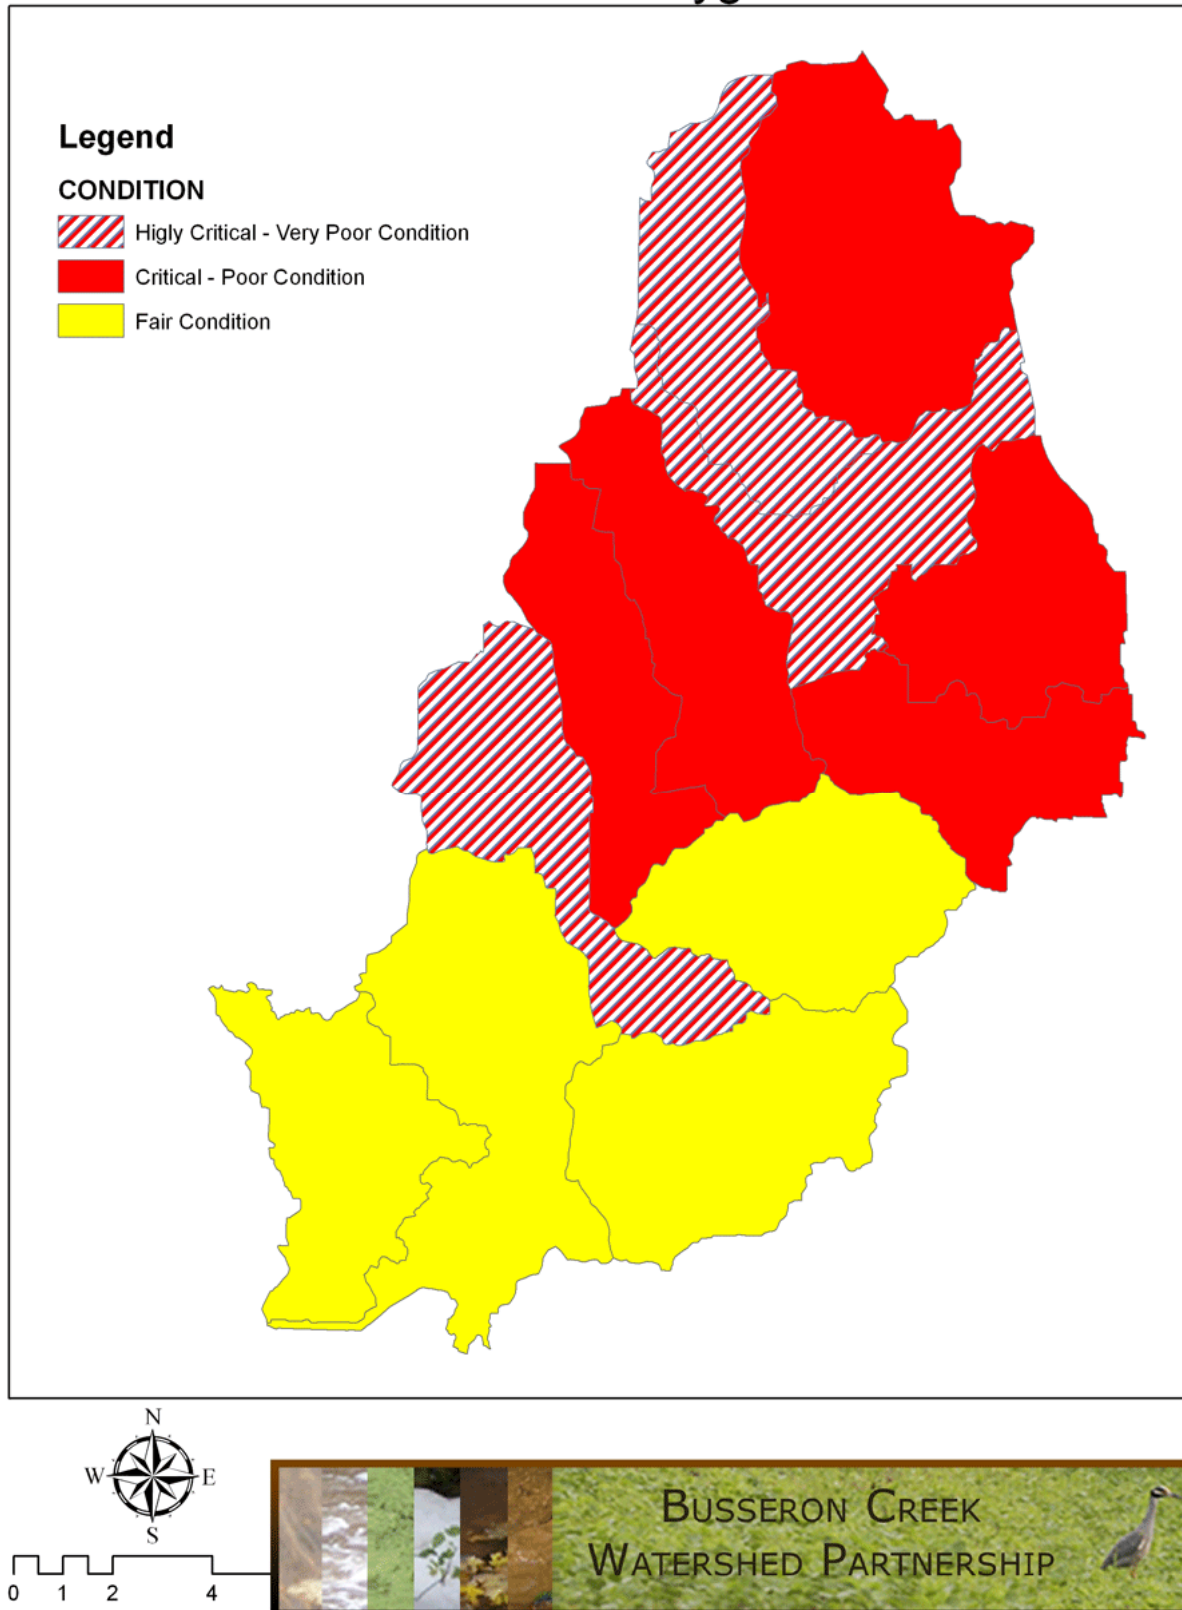 Legend
CONDITION
Higly Critical - Very Poor Condition
Critical - Poor Condition
Fair Condition
N
W E
S
0 1 2 4
BUSSERON CREEK
WATERSHED PARTNERSHIP